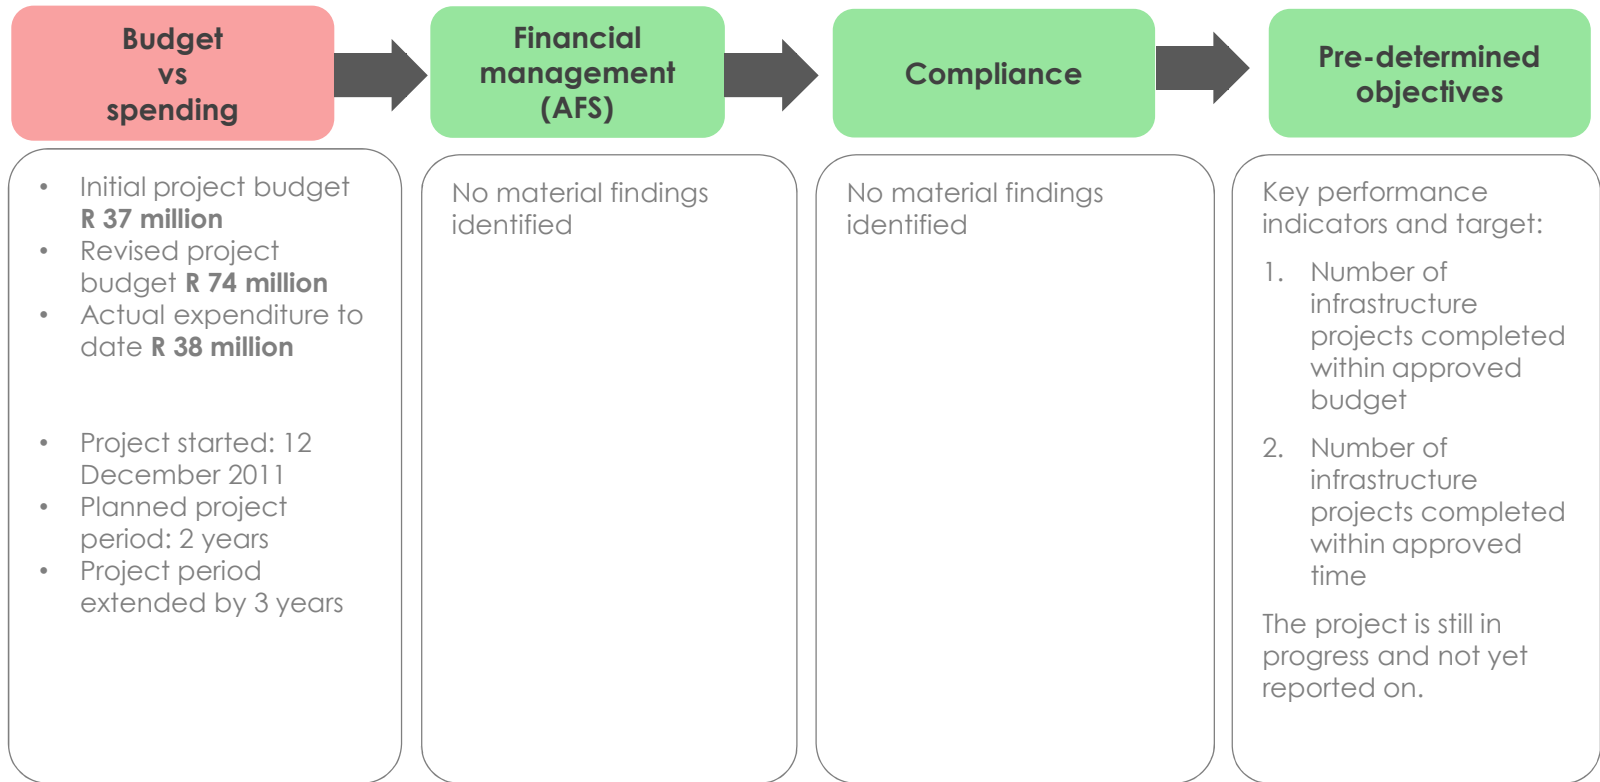 Budget
vs
spending
Financial
management
(AFS)
Compliance
Pre-determined
objectives
• Initial project budget
R 37 million
• Revised project
budget R 74 million
• Actual expenditure to
date R 38 million
• Project started: 12
December 2011
• Planned project
period: 2 years
• Project period
extended by 3 years
No material findings
identified
No material findings
identified
Key performance
indicators and target:
1. Number of
infrastructure
projects completed
within approved
budget
2. Number of
infrastructure
projects completed
within approved
time
The project is still in
progress and not yet
reported on.